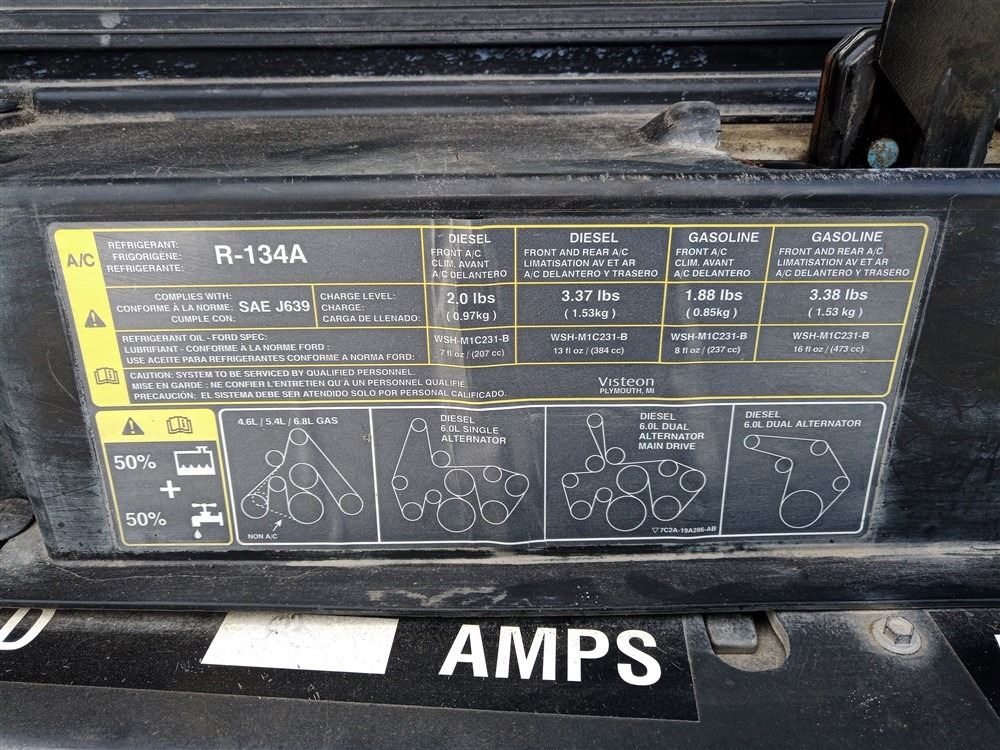 A/C
REFRIGERANT:
FRIGORIGÈNE:
REFRIGERANTE:
R-134A
DIESEL
FRONT A/C
CLIM. AVANT
A/C DELANTERO
DIESEL
FRONT AND REAR A/C
LIMATISATION AV ET AR
A/C DELANTERO Y TRASERO
GASOLINE
FRONT A/C
CLIM. AVANT
A/C DELANTERO
GASOLINE
FRONT AND REAR A/C
LIMATISATION AV ET AR
A/C DELANTERO Y TRASERO
COMPLIES WITH:
CONFORME À LA NORME:
CUMPLE CON:
SAE J639
CHARGE LEVEL:
CHARGE:
CARGA DE LLENADO:
2.0 lbs
( 0.97kg )
3.37 lbs
( 1.53kg )
1.88 lbs
( 0.85kg )
3.38 lbs
( 1.53 kg )
REFRIGERANT OIL - FORD SPEC:
LUBRIFIANT - CONFORME À LA NORME FORD :
USE ACEITE PARA REFRIGERANTES CONFORME A NORMA FORD:
WSH-M1C231-B
7 fl oz / (207 cc)
WSH-M1C231-B
13 fl oz / (384 cc)
WSH-M1C231-B
8 fl oz / (237 cc)
WSH-M1C231-B
16 fl oz / (473 cc)
CAUTION: SYSTEM TO BE SERVICED BY QUALIFIED PERSONNEL.
MISE EN GARDE : NE CONFIER L'ENTRETIEN QU'À UN PERSONNEL QUALIFIÉ.
PRECAUCION: EL SISTEMA DEBE SER ATENDIDO SOLO POR PERSONAL CALIFICADO.
Visteon
PLYMOUTH, MI
50%
+
50%
4.6L / 5.4L / 6.8L GAS
NON A/C
DIESEL
6.0L SINGLE
ALTERNATOR
DIESEL
6.0L DUAL
ALTERNATOR
MAIN DRIVE
7C2A-19A286-AB
DIESEL
6.0L DUAL ALTERNATOR
D
AMPS